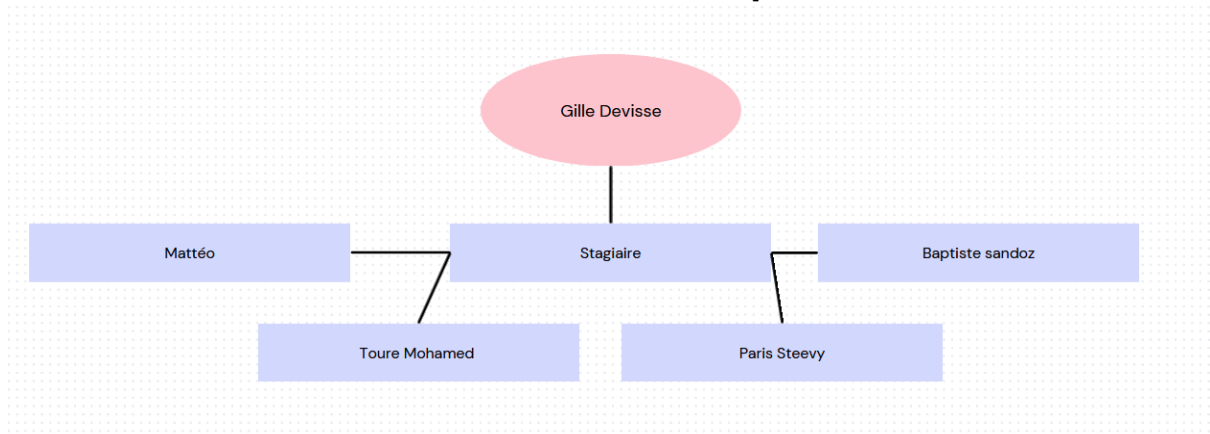 Gille Devisse
Mattéo
Stagiaire
Baptiste sandoz
Toure Mohamed
Paris Steevy